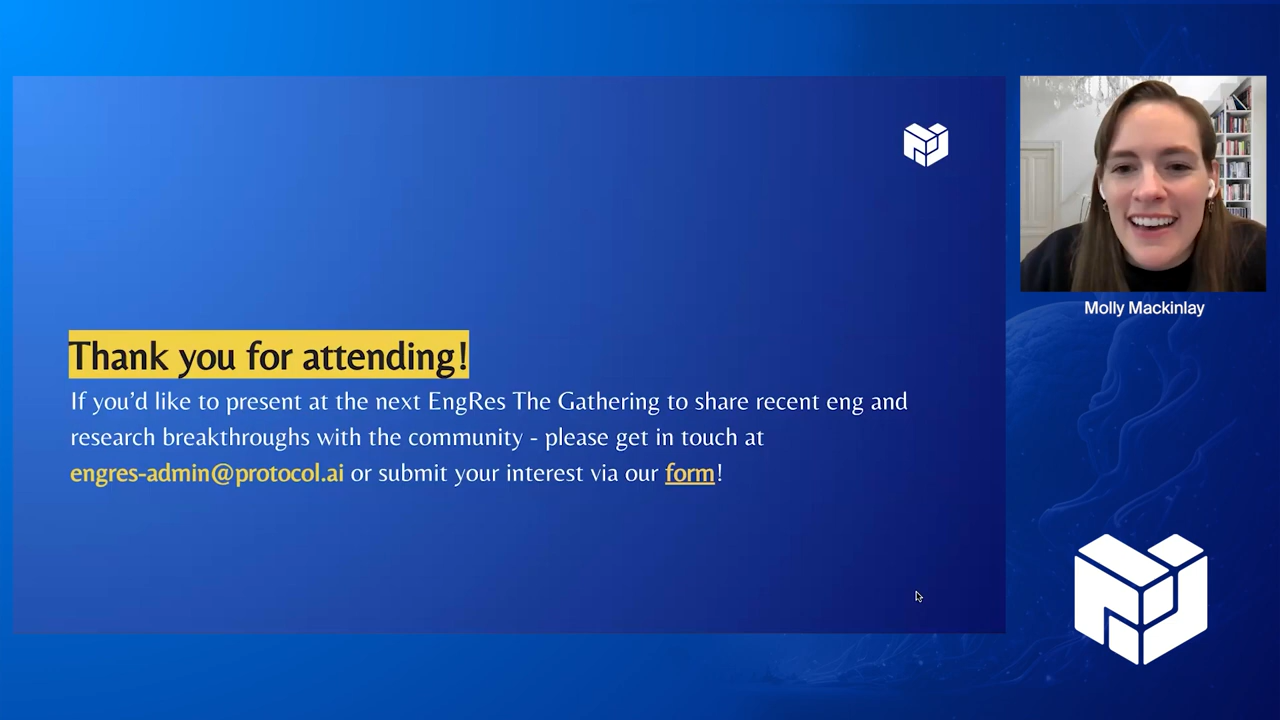 Thank you for attending!
If you’d like to present at the next EngRes The Gathering to share recent eng and
research breakthroughs with the community - please get in touch at
engres-admin@protocol.ai or submit your interest via our form!
Molly Mackinlay